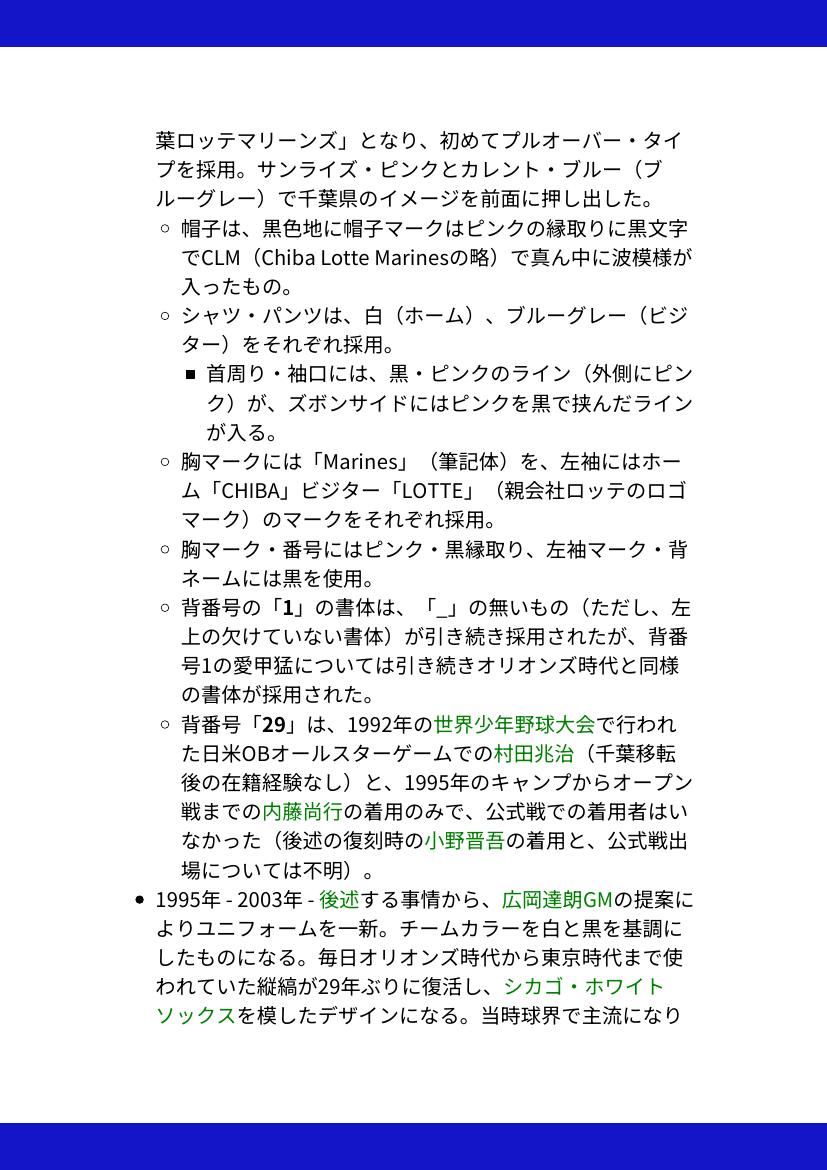 葉ロッテマリーンズ」となり、初めてプルオーバー・タイ
プを採用。サンライズ・ピンクとカレント・ブルー（ブ
ルーグレー）で千葉県のイメージを前面に押し出した。
帽子は、黒色地に帽子マークはピンクの縁取りに黒文字
でCLM（Chiba Lotte Marinesの略）で真ん中に波模様が
入ったもの。
シャツ・パンツは、白（ホーム）、ブルーグレー（ビジ
ター）をそれぞれ採用。
首周り・袖口には、黒・ピンクのライン（外側にピン
ク）が、ズボンサイドにはピンクを黒で挟んだライン
が入る。
胸マークには「Marines」（筆記体）を、左袖にはホー
ム「CHIBA」ビジター「LOTTE」（親会社ロッテのロゴ
マーク）のマークをそれぞれ採用。
胸マーク・番号にはピンク・黒縁取り、左袖マーク・背
ネームには黒を使用。
背番号の「1」の書体は、「_」の無いもの（ただし、左
上の欠けていない書体）が引き続き採用されたが、背番
号1の愛甲猛については引き続きオリオンズ時代と同様
の書体が採用された。
背番号「29」は、1992年の世界少年野球大会で行われ
た日米OBオールスターゲームでの村田兆治（千葉移転
後の在籍経験なし）と、1995年のキャンプからオープン
戦までの内藤尚行の着用のみで、公式戦での着用者はい
なかった（後述の復刻時の小野晋吾の着用と、公式戦出
場については不明）。
1995年 - 2003年 - 後述する事情から、広岡達朗GMの提案に
よりユニフォームを一新。チームカラーを白と黒を基調に
したものになる。毎日オリオンズ時代から東京時代まで使
われていた縦縞が29年ぶりに復活し、シカゴ・ホワイト
ソックスを模したデザインになる。当時球界で主流になり